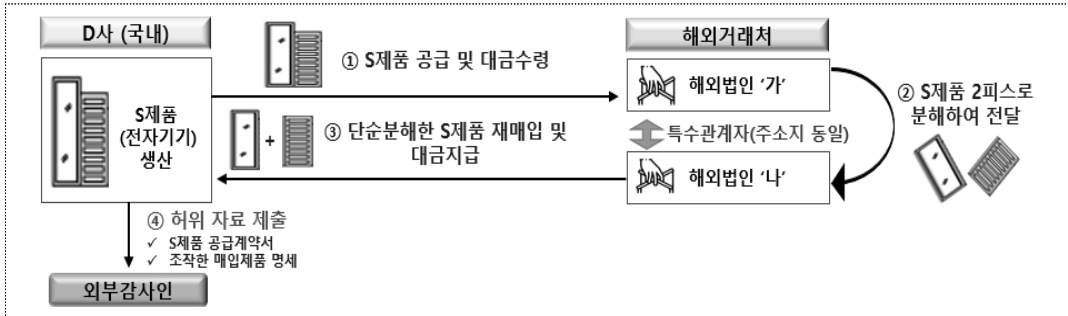 D사 (국내)
S제품
(전자기기)
생산
① S제품 공급 및 대금수령
+
③ 단순분해한 S제품 재매입 및
대금지급
해외거래처
해외법인 '가'
특수관계자(주소지 동일)
해외법인 '나'
② S제품 2피스로
분해하여 전달
④ 허위 자료 제출
✓ S제품 공급계약서
✓ 조작한 매입제품 명세
외부감사인